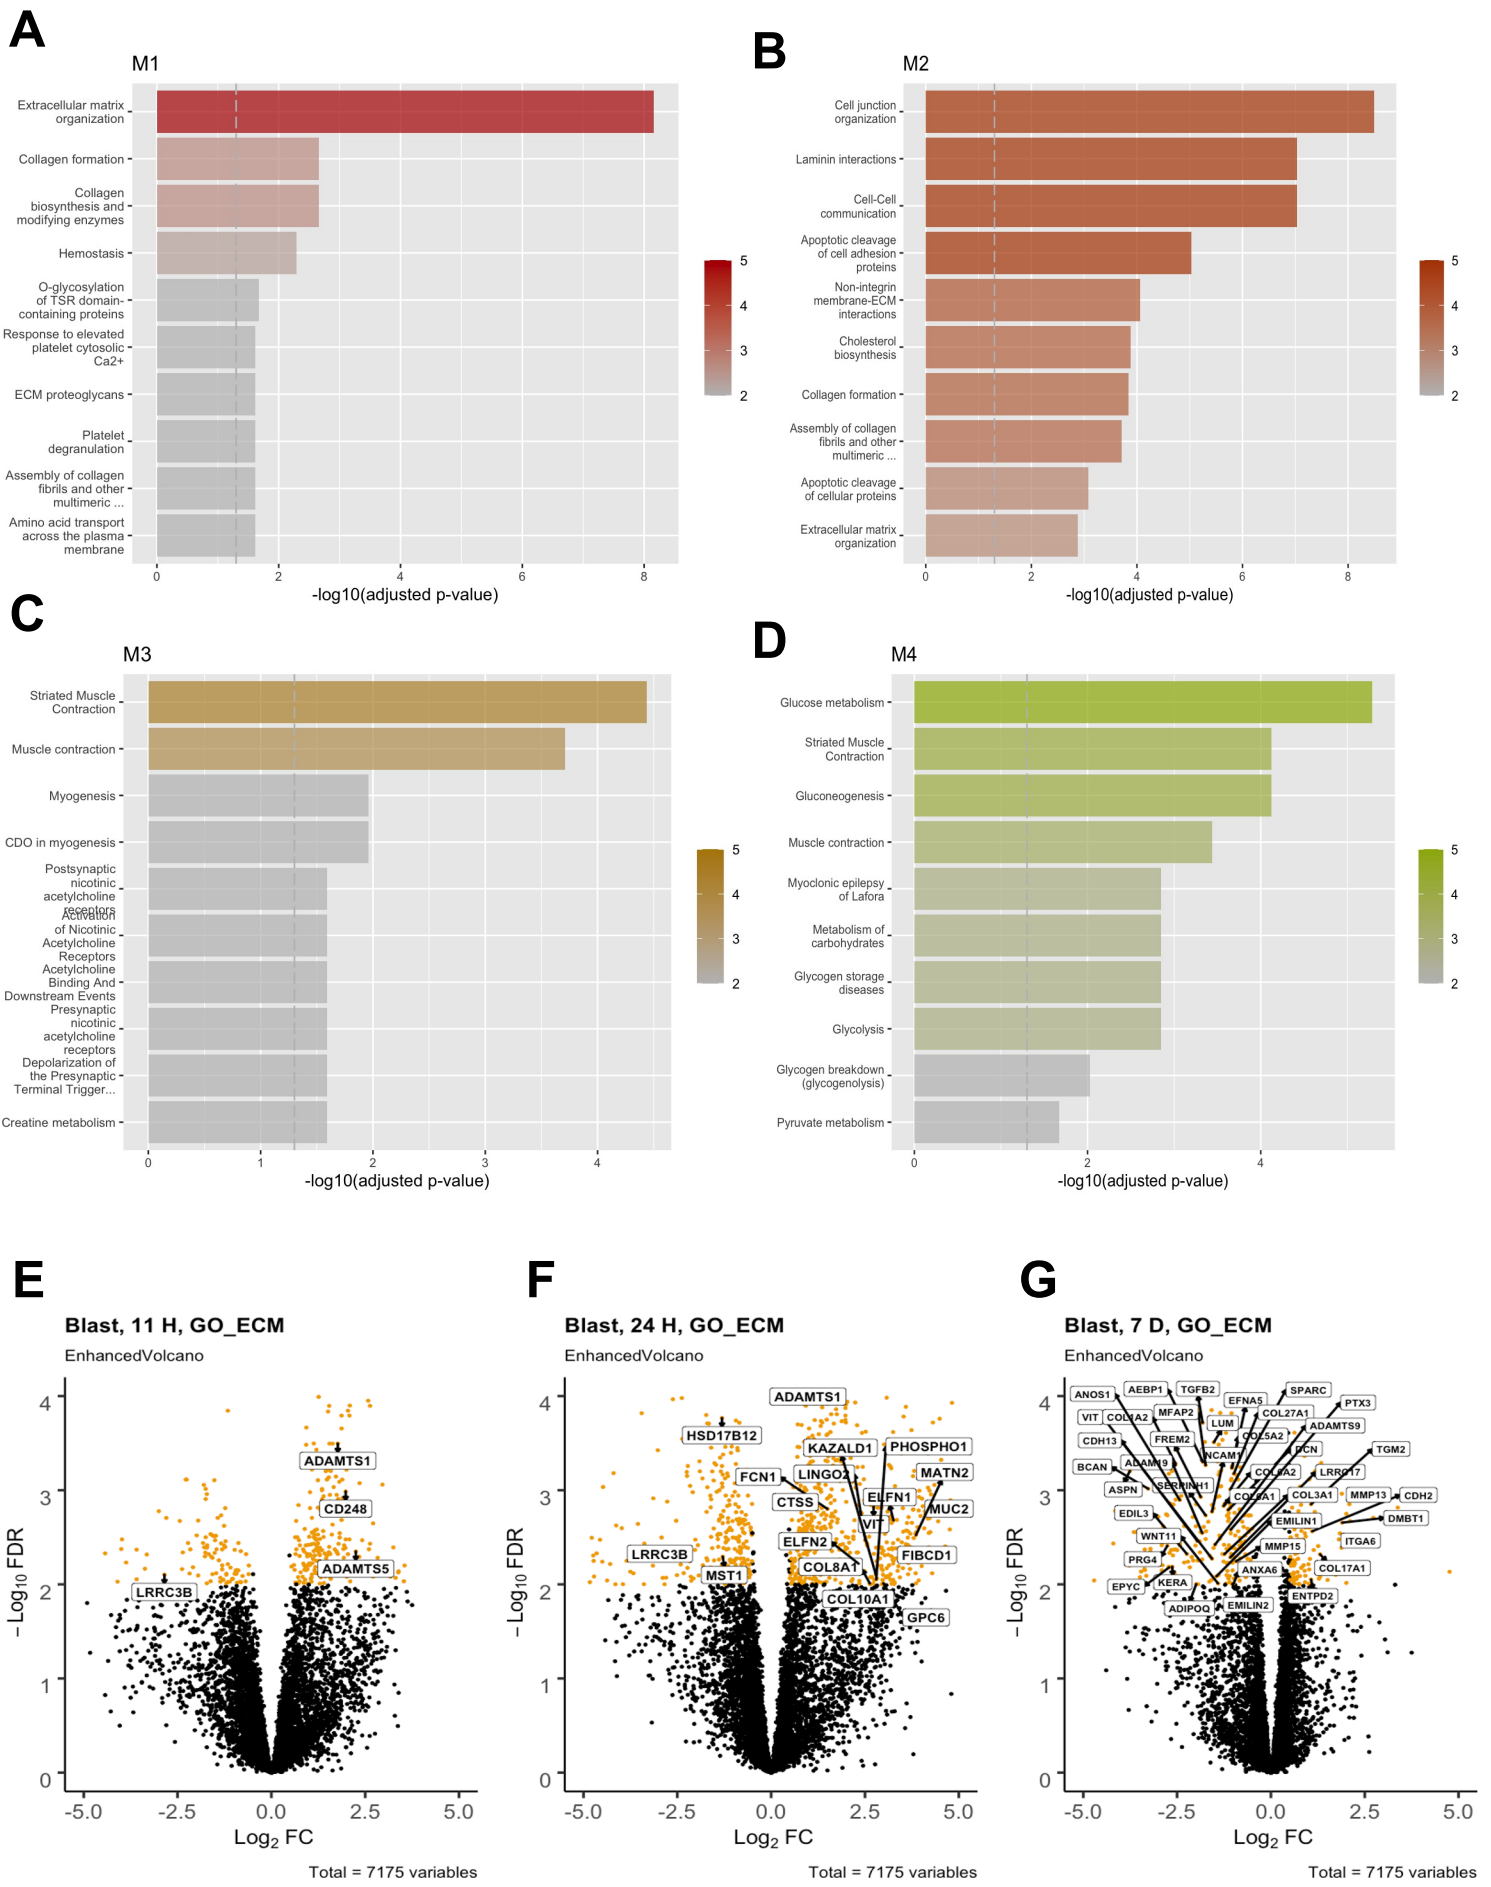 A
M1
Extracellular matrix
organization
Collagen formation
Collagen
biosynthesis and
modifying enzymes
Hemostasis
O-glycosylation
of TSR domain-
containing proteins
Response to elevated
platelet cytosolic
Ca2+
ECM proteoglycans
Platelet
degranulation
Assembly of collagen
fibrils and other
multimeric ...
Amino acid transport
across the plasma
membrane
0 2 4 6 8
-log10(adjusted p-value)
5
4
3
2
B
M2
Cell junction
organization
Laminin interactions
Cell-Cell
communication
Apoptotic cleavage
of cell adhesion
proteins
Non-integrin
membrane-ECM
interactions
Cholesterol
biosynthesis
Collagen formation
Assembly of collagen
fibrils and other
multimeric ...
Apoptotic cleavage
of cellular proteins
Extracellular matrix
organization
0 2 4 6 8
-log10(adjusted p-value)
5
4
3
2
C
M3
Striated Muscle
Contraction
Muscle contraction
Myogenesis
CDO in myogenesis
Postsynaptic
nicotinic
acetylcholine
receptors
Activation
of Nicotinic
Acetylcholine
Receptors
Acetylcholine
Binding And
Downstream Events
Presynaptic
nicotinic
acetylcholine
receptors
Depolarization of
the Presynaptic
Terminal Trigger...
Creatine metabolism
0 1 2 3 4
-log10(adjusted p-value)
5
4
3
2
D
M4
Glucose metabolism
Striated Muscle
Contraction
Gluconeogenesis
Muscle contraction
Myoclonic epilepsy
of Lafora
Metabolism of
carbohydrates
Glycogen storage
diseases
Glycolysis
Glycogen breakdown
(glycogenolysis)
Pyruvate metabolism
0 2 4
-log10(adjusted p-value)
5
4
3
2
E
Blast, 11 H, GO_ECM
EnhancedVolcano
4
3
2
1
0
− Log10 FDR
ADAMTS1
CD248
ADAMTS5
LRRC3B
-5.0 -2.5 0.0 2.5 5.0
Log2 FC
Total = 7175 variables
F
Blast, 24 H, GO_ECM
EnhancedVolcano
4
3
2
1
0
− Log10 FDR
ADAMTS1
HSD17B12
KAZALD1 PHOSPHO1
FCN1 LINGO2 MATN2
CTSS ELFN1 MUC2
VIT
ELFN2
LRRC3B FIBCD1
MST1 COL8A1
COL10A1
GPC6
-5.0 -2.5 0.0 2.5 5.0
Log2 FC
Total = 7175 variables
G
Blast, 7 D, GO_ECM
EnhancedVolcano
4
3
2
1
0
− Log10 FDR
ANOS1 AEBP1 TGFB2 EFNA5 SPARC PTX3
VIT COL1A2 MFAP2 LUM COL27A1 ADAMTS9
CDH13 FREM2 COL5A2 DCN TGM2
BCAN ADAM19 NCAM1 COL6A2 LRRC17
ASPN SERPINH1 COL6A1 COL3A1 MMP13 CDH2
EDIL3 EMILIN1 DMBT1
WNT11 MMP15 ITGA6
PRG4 ANXA6 COL17A1
EPYC KERA ENTPD2
ADIPOQ EMILIN2
-5.0 -2.5 0.0 2.5 5.0
Log2 FC
Total = 7175 variables